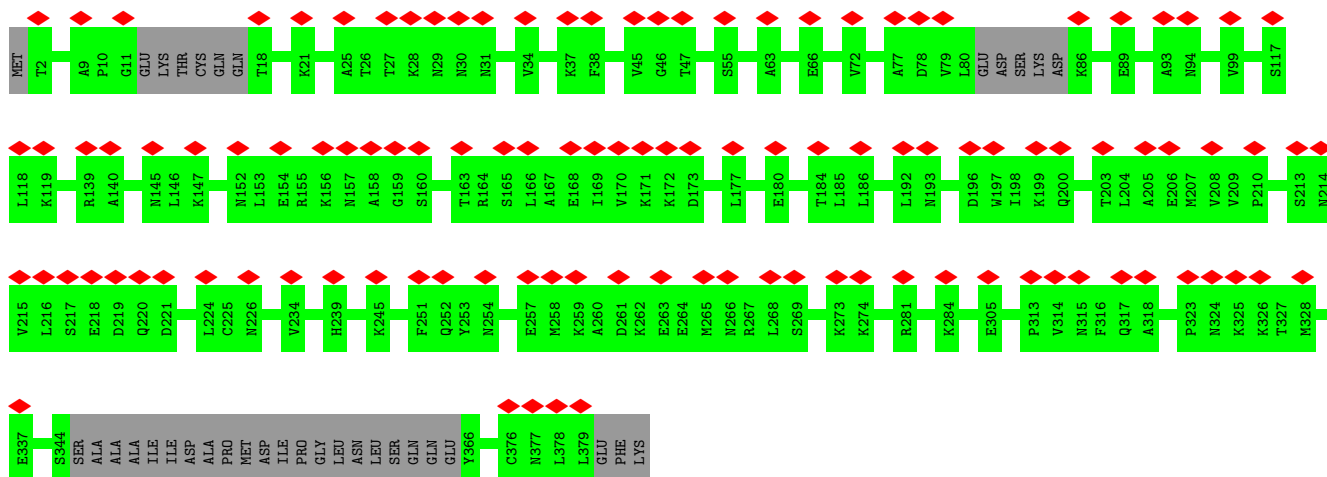 MET T2 A9 P10 G11 GLU LYS THR CYS GLN GLN T18 K21 A25 T26 T27 K28 N29 N30 N31 V34 K37 F38 V45 G46 T47 S55 A63 E66 V72 A77 D78 V79 L80 GLU ASP SER LYS ASP K86 E89 A93 N94 V99 S117
L118 K119 R139 A140 N145 L146 K147 N152 L153 E154 R155 K156 N157 A158 G159 S160 T163 R164 S165 L166 A167 E168 I169 V170 K171 K172 D173 L177 E180 T184 L185 L186 L192 N193 D196 W197 I198 K199 Q200 T203 L204 A205 E206 M207 V208 V209 P210 S213 N214
V215 L216 S217 E218 D219 Q220 D221 L224 C225 N226 V234 H239 K245 F251 Q252 Y253 N254 E257 M258 K259 A260 D261 K262 E263 E264 M265 N266 R267 L268 S269 K273 K274 R281 K284 E305 P313 V314 N315 F316 Q317 A318 P323 N324 K325 K326 T327 M328
E337 S344 SER ALA ALA ALA ILE ILE ASP ALA PRO MET ASP ILE PRO GLY LEU ASN LEU SER GLN GLN GLU Y366 C376 N377 L378 L379 GLU PHE LYS